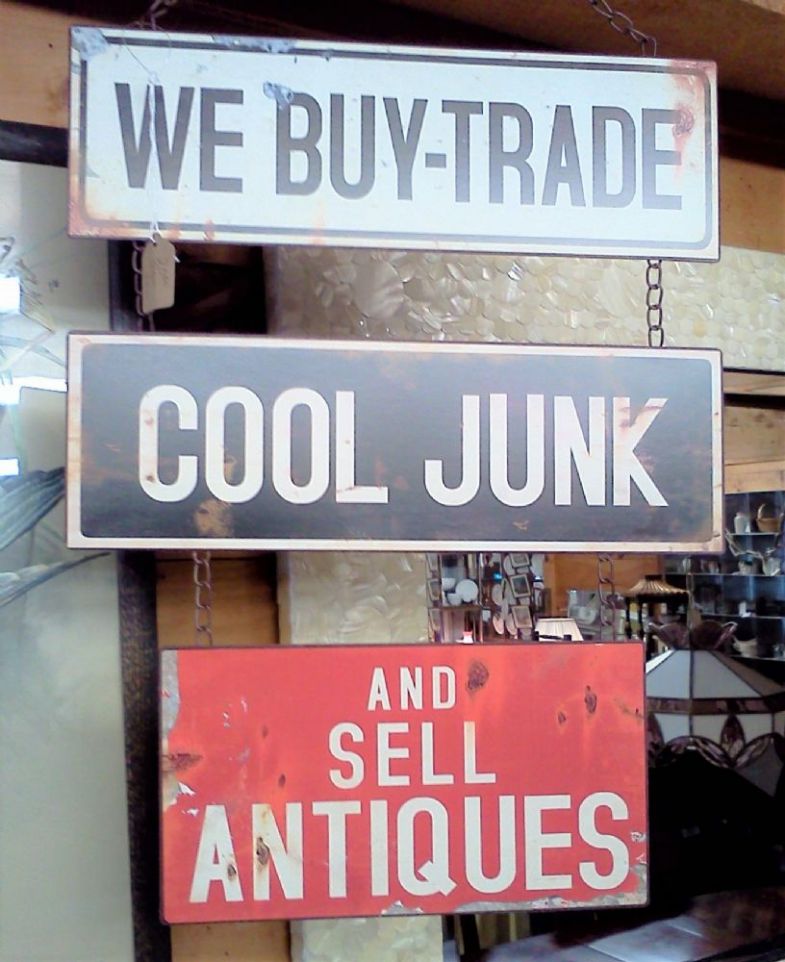 WE BUY-TRADE
COOL JUNK
AND
SELL
ANTIQUES